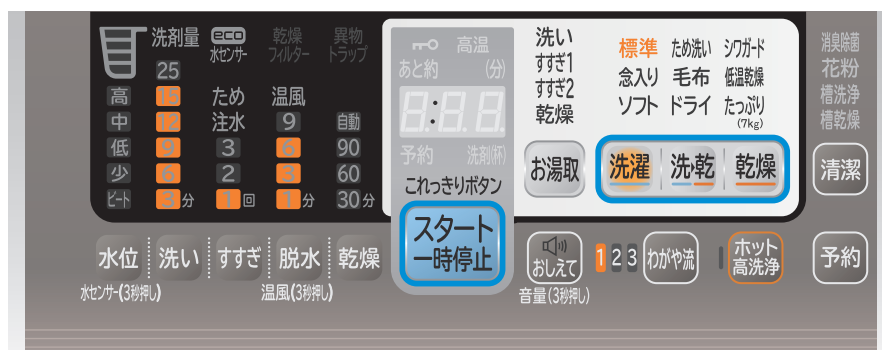 洗剤量 eco 水センサー 乾燥フィルター 異物トラップ
25
高 15 ため 温風
中 12 注水 9 自動
低 9 3 6 90
少 6 2 3 60
ビート 3分 1回 1分 30分
高温
あと約 (分)
8:8.8.
予約 洗剤(杯)
これっきりボタン
スタート
一時停止
洗い
すすぎ1
すすぎ2
乾燥
標準 ため洗い シワガード
念入り 毛布 低温乾燥
ソフト ドライ たっぷり
(7kg)
お湯取 洗濯 洗・乾 乾燥
消臭除菌
花粉
槽洗浄
槽乾燥
清潔
水位 洗い すすぎ 脱水 乾燥
水センサー(3秒押し) 温風(3秒押し)
おしえて
音量(3秒押し)
1 2 3 わがや流
ホット
高洗浄
予約